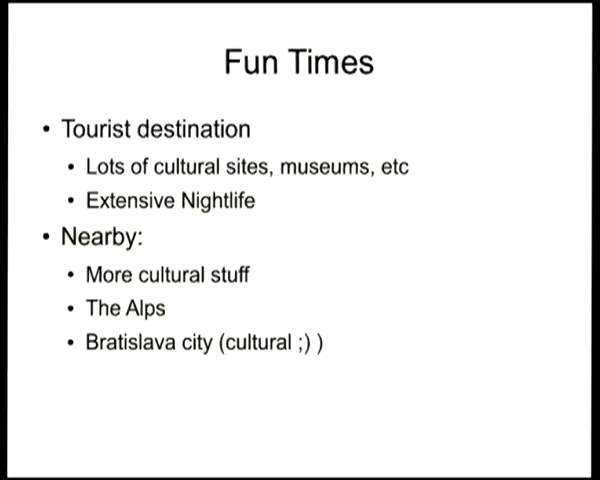 Fun Times
• Tourist destination
• Lots of cultural sites, museums, etc
• Extensive Nightlife
• Nearby:
• More cultural stuff
• The Alps
• Bratislava city (cultural ;) )